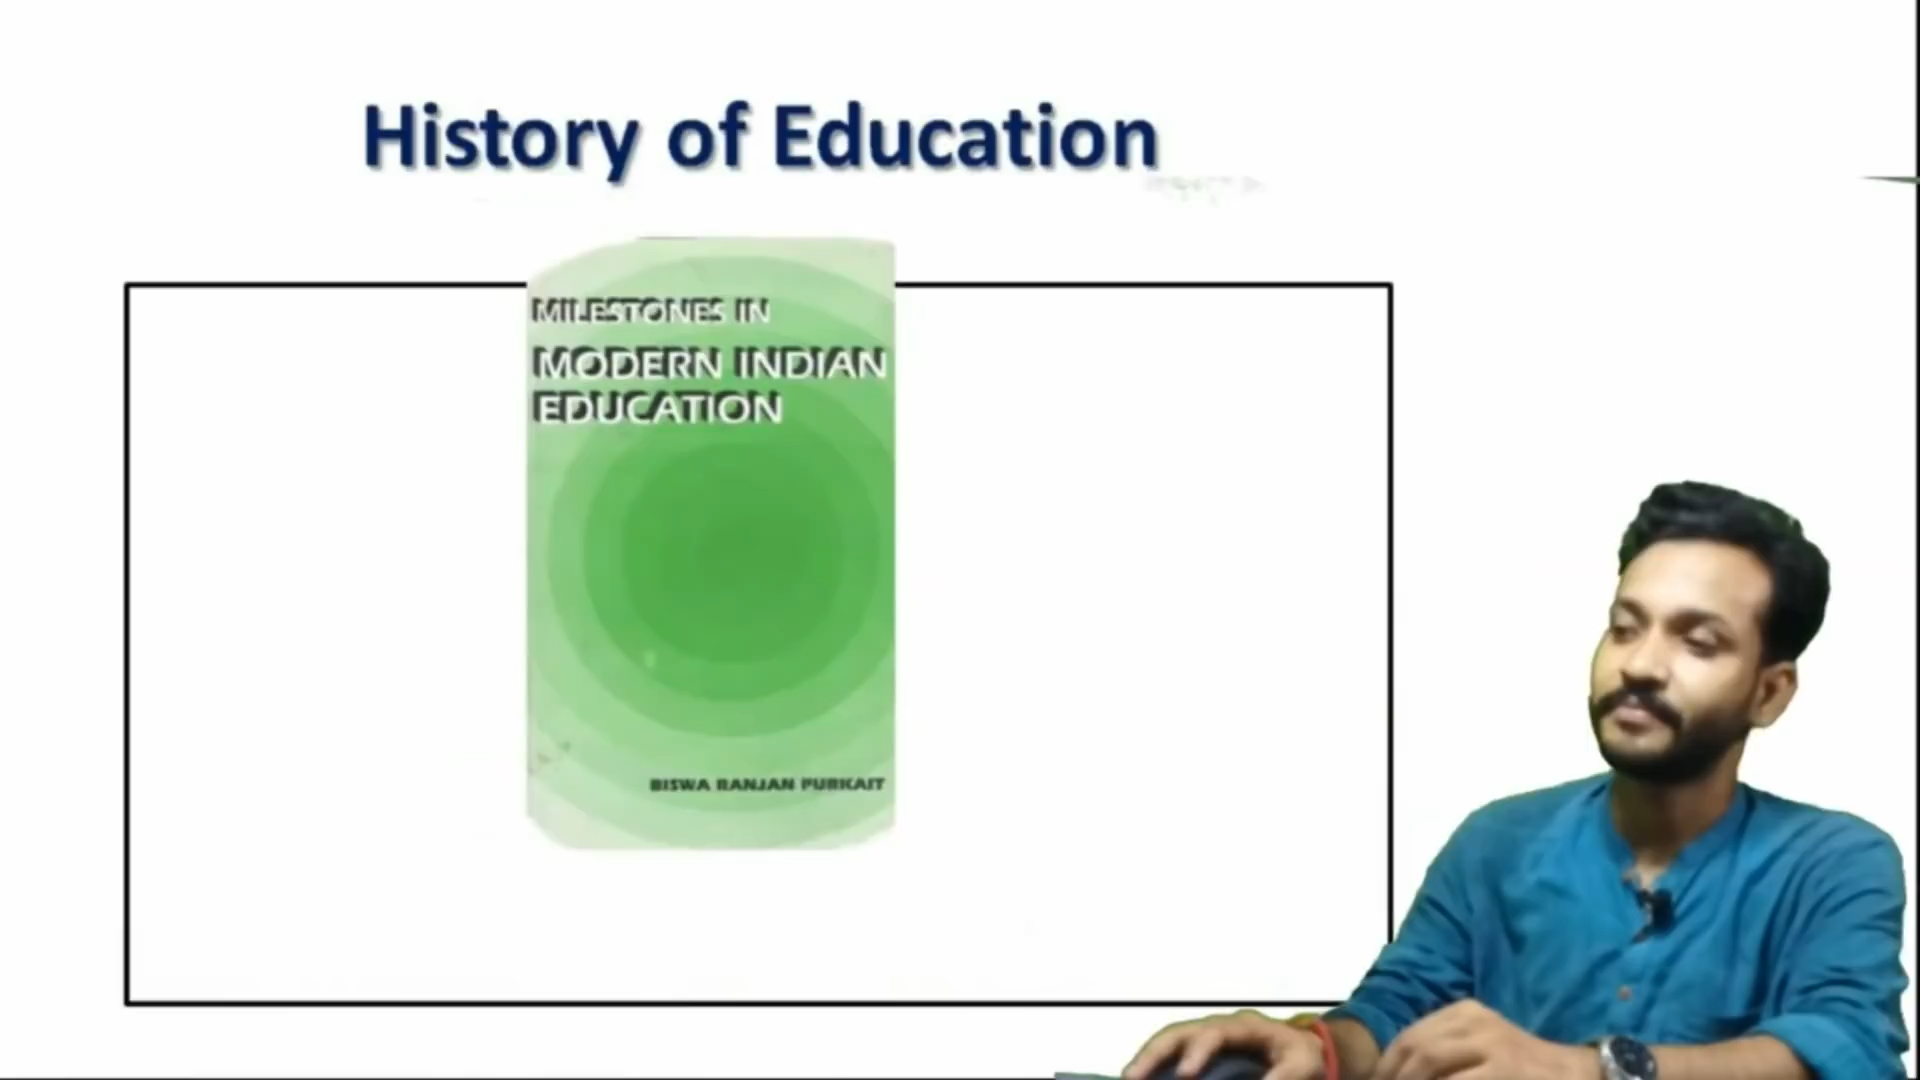 History of Education
MILESTONES IN
MODERN INDIAN
EDUCATION
BISWA RANJAN PURKAIT